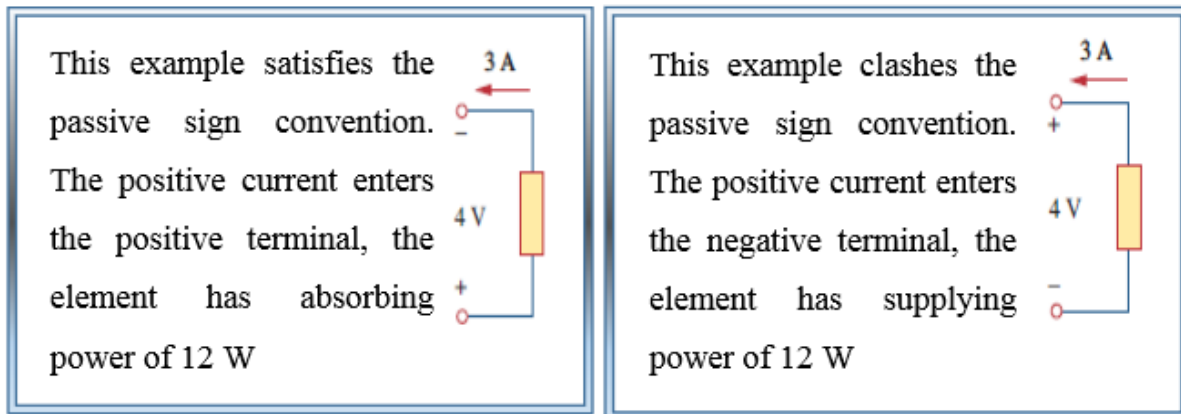 This example satisfies the
passive sign convention.
The positive current enters
the positive terminal, the
element has absorbing
power of 12 W
3 A
−
4 V
+
This example clashes the
passive sign convention.
The positive current enters
the negative terminal, the
element has supplying
power of 12 W
3 A
+
4 V
−